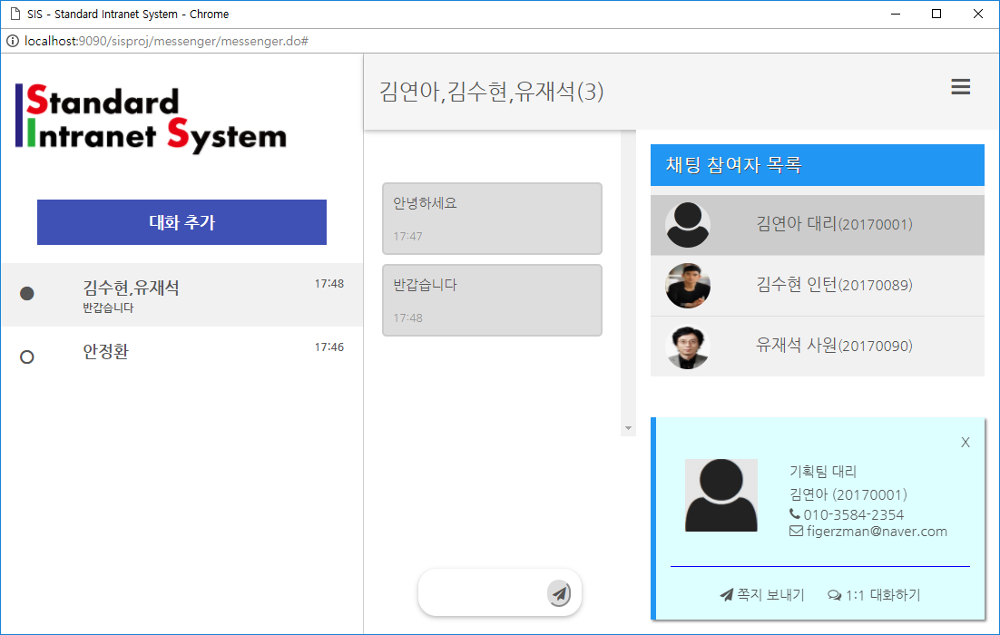 SIS - Standard Intranet System - Chrome
localhost:9090/sisproj/messenger/messenger.do#
Standard
Intranet System
대화 추가
김수현,유재석 17:48
반갑습니다
안정환 17:46
김연아,김수현,유재석(3)
안녕하세요
17:47
반갑습니다
17:48
채팅 참여자 목록
김연아 대리(20170001)
김수현 인턴(20170089)
유재석 사원(20170090)
X
기획팀 대리
김연아 (20170001)
010-3584-2354
figerzman@naver.com
쪽지 보내기 1:1 대화하기